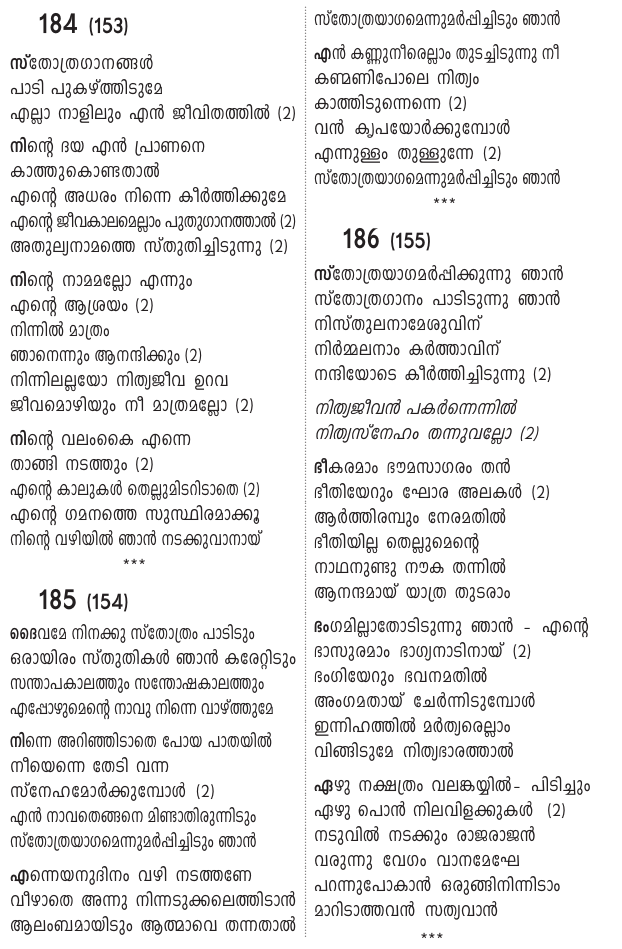 184 (153)
സ്തോത്രഗാനങ്ങൾ
പാടി പുകഴ്ത്തിടുമേ
എല്ലാ നാളിലും എൻ ജീവിതത്തിൽ (2)
നിന്റെ ദയ എൻ പ്രാണനെ
കാത്തുകൊണ്ടതാൽ
എന്റെ അധരം നിന്നെ കീർത്തിക്കുമേ
എന്റെ ജീവകാലമെല്ലാം പുതുഗാനത്താൽ (2)
അതുല്യനാമത്തെ സ്തുതിച്ചിടുന്നു (2)
നിന്റെ നാമമല്ലോ എന്നും
എന്റെ ആശ്രയം (2)
നിന്നിൽ മാത്രം
ഞാനെന്നും ആനന്ദിക്കും (2)
നിന്നിലല്ലയോ നിത്യജീവ ഉറവ
ജീവമൊഴിയും നീ മാത്രമല്ലോ (2)
നിന്റെ വലംകൈ എന്നെ
താങ്ങി നടത്തും (2)
എന്റെ കാലുകൾ തെല്ലുമിടറിടാതെ (2)
എന്റെ ഗമനത്തെ സുസ്ഥിരമാക്കൂ
നിന്റെ വഴിയിൽ ഞാൻ നടക്കുവാനായ്
***
185 (154)
ദൈവമേ നിനക്കു സ്തോത്രം പാടിടും
ഒരായിരം സ്തുതികൾ ഞാൻ കരേറ്റിടും
സന്താപകാലത്തും സന്തോഷകാലത്തും
എപ്പോഴുമെന്റെ നാവു നിന്നെ വാഴ്ത്തുമേ
നിന്നെ അറിഞ്ഞിടാതെ പോയ പാതയിൽ
നീയെന്നെ തേടി വന്ന
സ്നേഹമോർക്കുമ്പോൾ (2)
എൻ നാവതെങ്ങനെ മിണ്ടാതിരുന്നിടും
സ്തോത്രയാഗമെന്നുമർപ്പിച്ചിടും ഞാൻ
എന്നെയനുദിനം വഴി നടത്തണേ
വീഴാതെ അന്നു നിന്നടുക്കലെത്തിടാൻ
ആലംബമായിടും ആത്മാവെ തന്നതാൽ
സ്തോത്രയാഗമെന്നുമർപ്പിച്ചിടും ഞാൻ
എൻ കണ്ണുനീരെല്ലാം തുടച്ചിടുന്നു നീ
കണ്മണിപോലെ നിത്യം
കാത്തിടുന്നെന്നെ (2)
വൻ കൃപയോർക്കുമ്പോൾ
എന്നുള്ളം തുള്ളുന്നേ (2)
സ്തോത്രയാഗമെന്നുമർപ്പിച്ചിടും ഞാൻ
***
186 (155)
സ്തോത്രയാഗമർപ്പിക്കുന്നു ഞാൻ
സ്തോത്രഗാനം പാടിടുന്നു ഞാൻ
നിസ്തുലനാമേശുവിന്
നിർമ്മലനാം കർത്താവിന്
നന്ദിയോടെ കീർത്തിച്ചിടുന്നു (2)
നിത്യജീവൻ പകർന്നെന്നിൽ
നിത്യസ്നേഹം തന്നുവല്ലോ (2)
ഭീകരമാം ഭൗമസാഗരം തൻ
ഭീതിയേറും ഘോര അലകൾ (2)
ആർത്തിരമ്പും നേരമതിൽ
ഭീതിയില്ല തെല്ലുമെന്റെ
നാഥനുണ്ടു നൗക തന്നിൽ
ആനന്ദമായ് യാത്ര തുടരാം
ഭംഗമില്ലാതോടിടുന്നു ഞാൻ - എന്റെ
ഭാസുരമാം ഭാഗ്യനാടിനായ് (2)
ഭംഗിയേറും ഭവനമതിൽ
അംഗമതായ് ചേർന്നിടുമ്പോൾ
ഇന്നിഹത്തിൽ മർത്യരെല്ലാം
വിങ്ങിടുമേ നിത്യഭാരത്താൽ
ഏഴു നക്ഷത്രം വലങ്കയ്യിൽ- പിടിച്ചും
ഏഴു പൊൻ നിലവിളക്കുകൾ (2)
നടുവിൽ നടക്കും രാജരാജൻ
വരുന്നു വേഗം വാനമേഘേ
പറന്നുപോകാൻ ഒരുങ്ങിനിന്നിടാം
മാറിടാത്തവൻ സത്യവാൻ
***